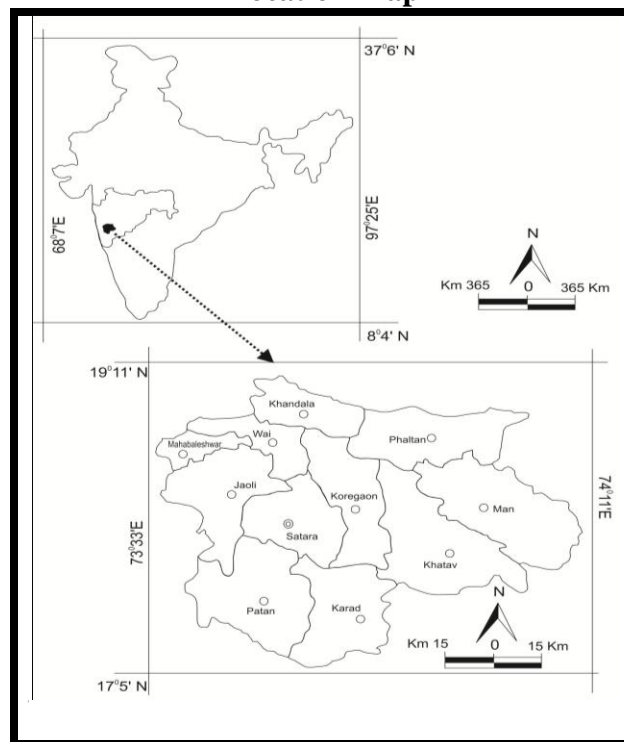 37°6' N
68°7'E
97°25'E
N
Km 365 0 365 Km
8°4' N
19°11' N
Khandala
Wai
Phaltan
Mahabaleshwar
Jaoli
Koregaon
Man
74°11'E
73°33'E
Satara
Khatav
N
Patan
Karad
Km 15 0 15 Km
17°5' N